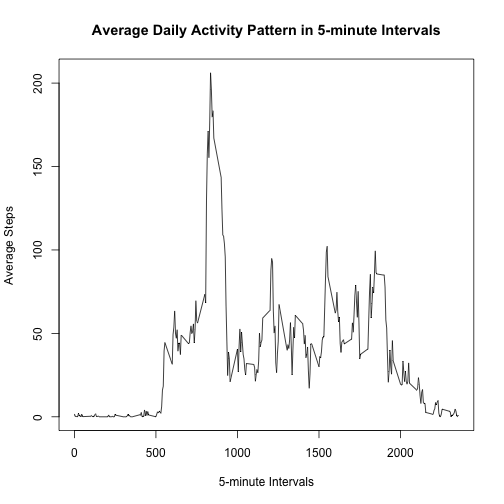 Average Daily Activity Pattern in 5-minute Intervals
Average Steps
200
150
100
50
0
0 500 1000 1500 2000
5-minute Intervals